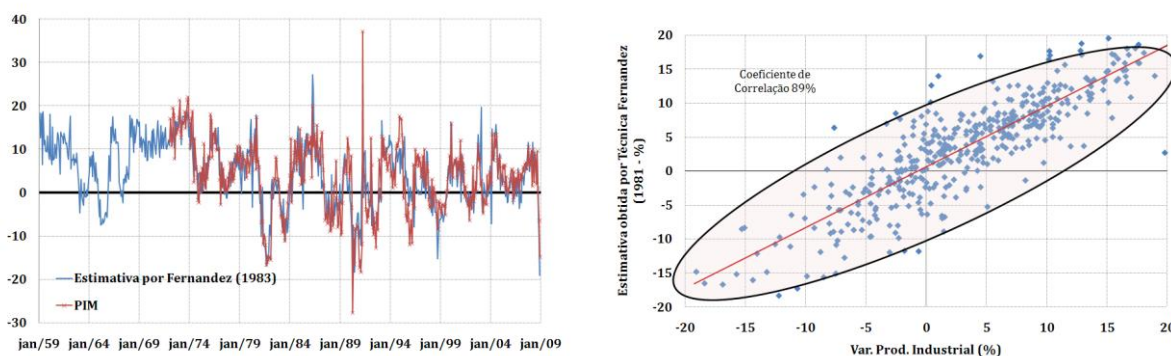 40
30
20
10
0
-10
-20
-30
Estimativa por Fernandez (1983)
PIM
jan/59 jan/64 jan/69 jan/74 jan/79 jan/84 jan/89 jan/94 jan/99 jan/04 jan/09
Estimativa obtida por Técnica Fernandez
(1981 - %)
20
15
10
5
0
-5
-10
-15
-20
Coeficiente de
Correlação 89%
-20 -15 -10 -5 0 5 10 15 20
Var. Prod. Industrial (%)